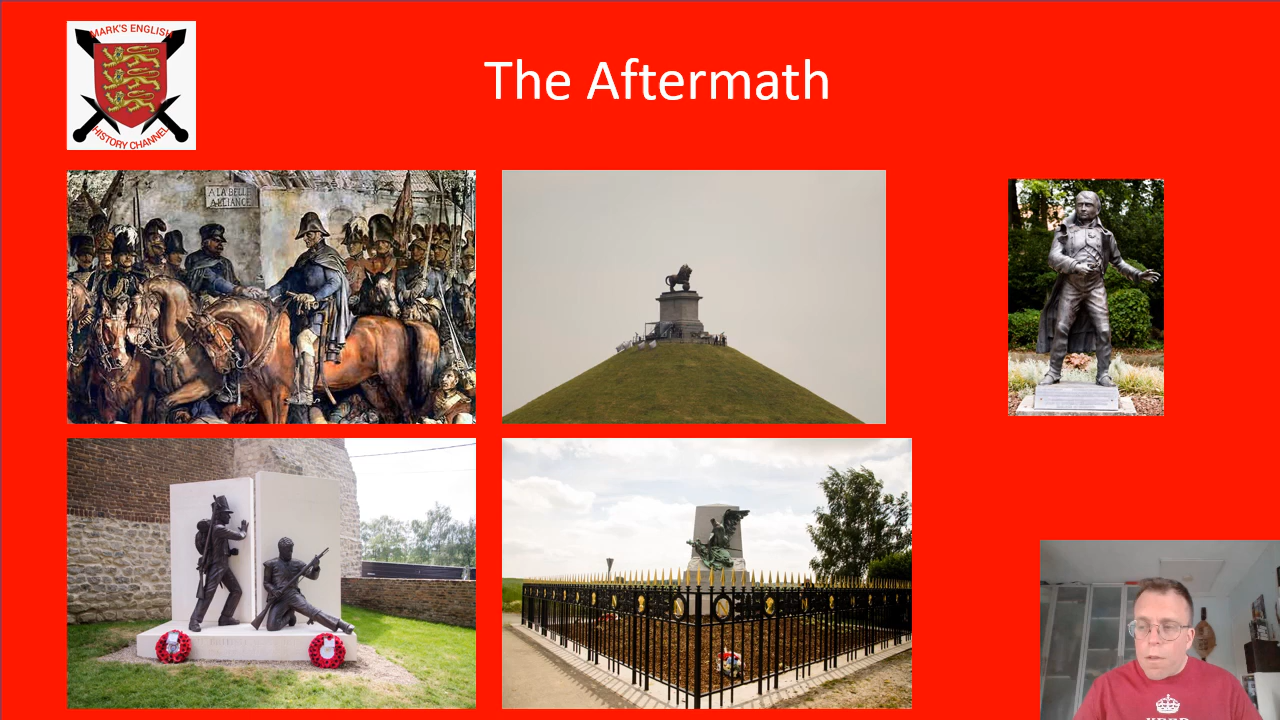 MARK'S ENGLISH
HISTORY CHANNEL
The Aftermath
A LA BELLE
ALLIANCE